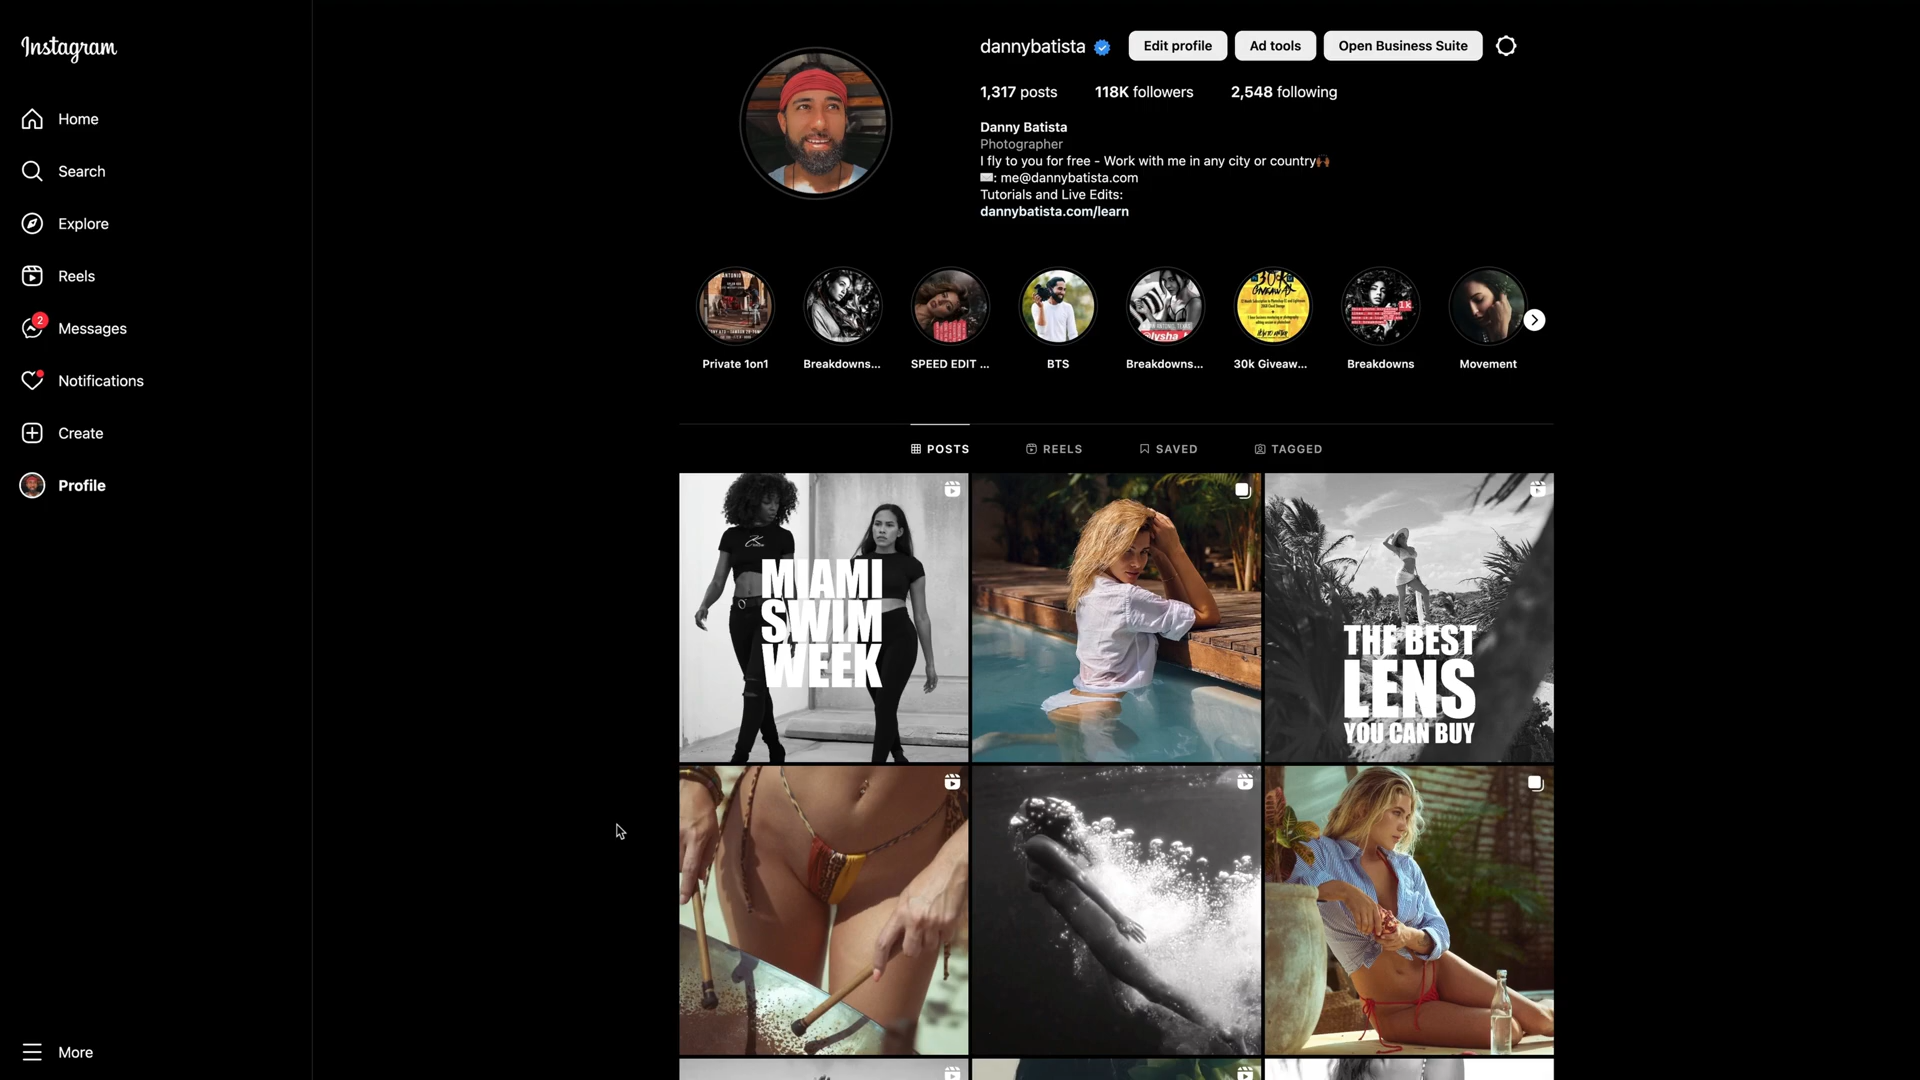 Instagram
Home
Search
Explore
Reels
2
Messages
Notifications
Create
Profile
More
dannybatista
Edit profile
Ad tools
Open Business Suite
1,317 posts
118K followers
2,548 following
Danny Batista
Photographer
I fly to you for free - Work with me in any city or country🙌🏾
✉️: me@dannybatista.com
Tutorials and Live Edits:
dannybatista.com/learn
30K
GIVEAWAY
1k
Private 1on1
Breakdowns...
SPEED EDIT ...
BTS
Breakdowns...
30k Giveaw...
Breakdowns
Movement
POSTS
REELS
SAVED
TAGGED
MIAMI
SWIM
WEEK
THE BEST
LENS
YOU CAN BUY